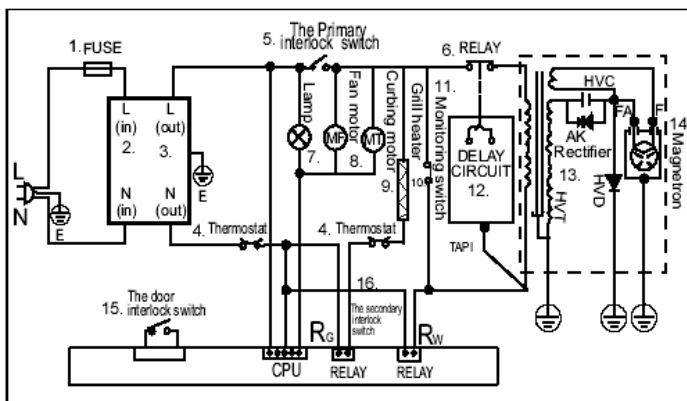 The Primary
5. interlock switch
1. FUSE
6. RELAY
L
(in)
2.
N
(in)
L
(out)
3.
N
(out)
E
L
N
E
Lamp
7.
Fan motor
MF
8.
Curbing motor
MT
Grill heater
9.
10
11.
Monitoring switch
DELAY
CIRCUIT
12.
TAPI
HVC
FA
F
AK
Rectifier
13.
HVT
HVD
14.
Magnetron
4. Thermostat
4. Thermostat
16.
The secondary
interlock
switch
15. The door
interlock switch
RG
RW
CPU
RELAY
RELAY